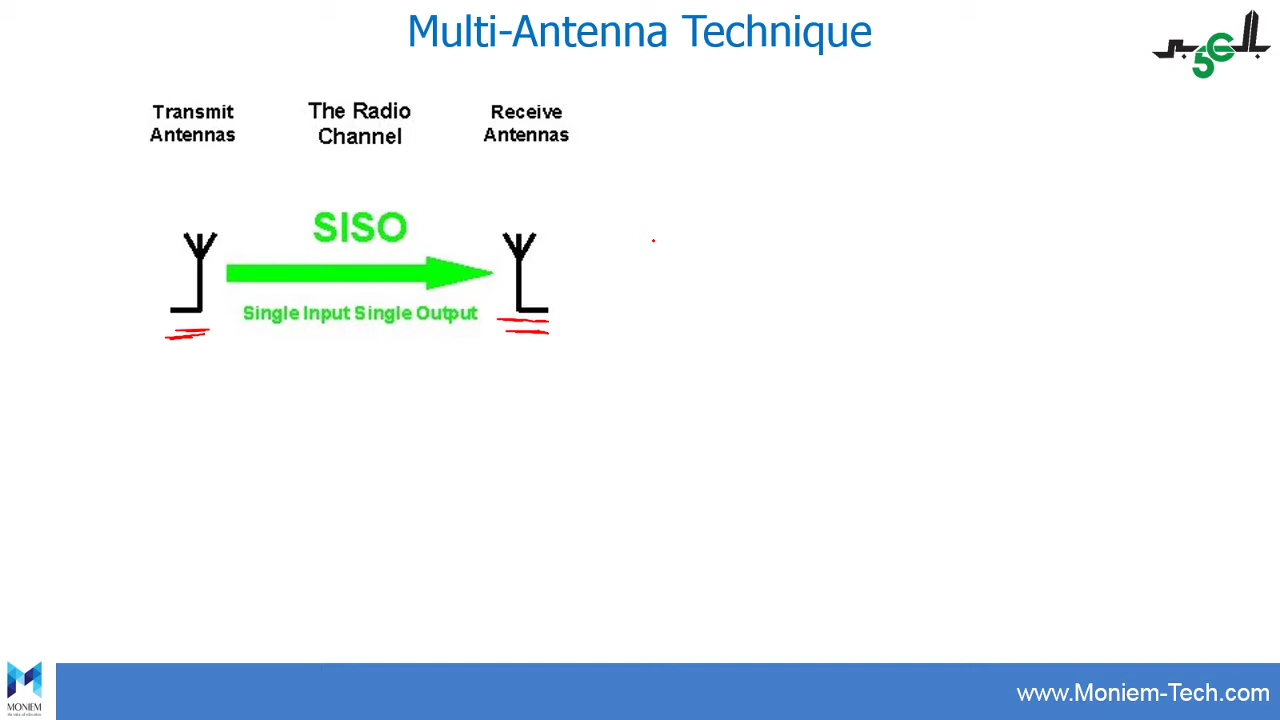 Multi-Antenna Technique
بال5Gعربي
Transmit
Antennas
The Radio
Channel
Receive
Antennas
SISO
Single Input Single Output
MONIEM
www.Moniem-Tech.com